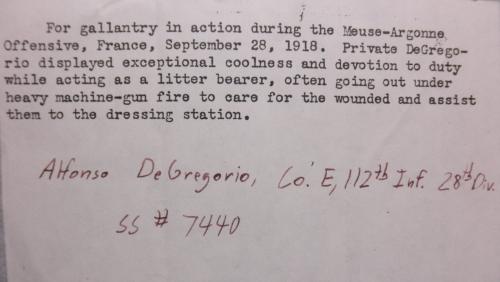 For gallantry in action during the Meuse-Argonne
Offensive, France, September 28, 1918. Private DeGrego-
rio displayed exceptional coolness and devotion to duty
while acting as a litter bearer, often going out under
heavy machine-gun fire to care for the wounded and assist
them to the dressing station.
Alfonso DeGregorio, Co. E, 112th Inf. 28th Div.
SS # 7440